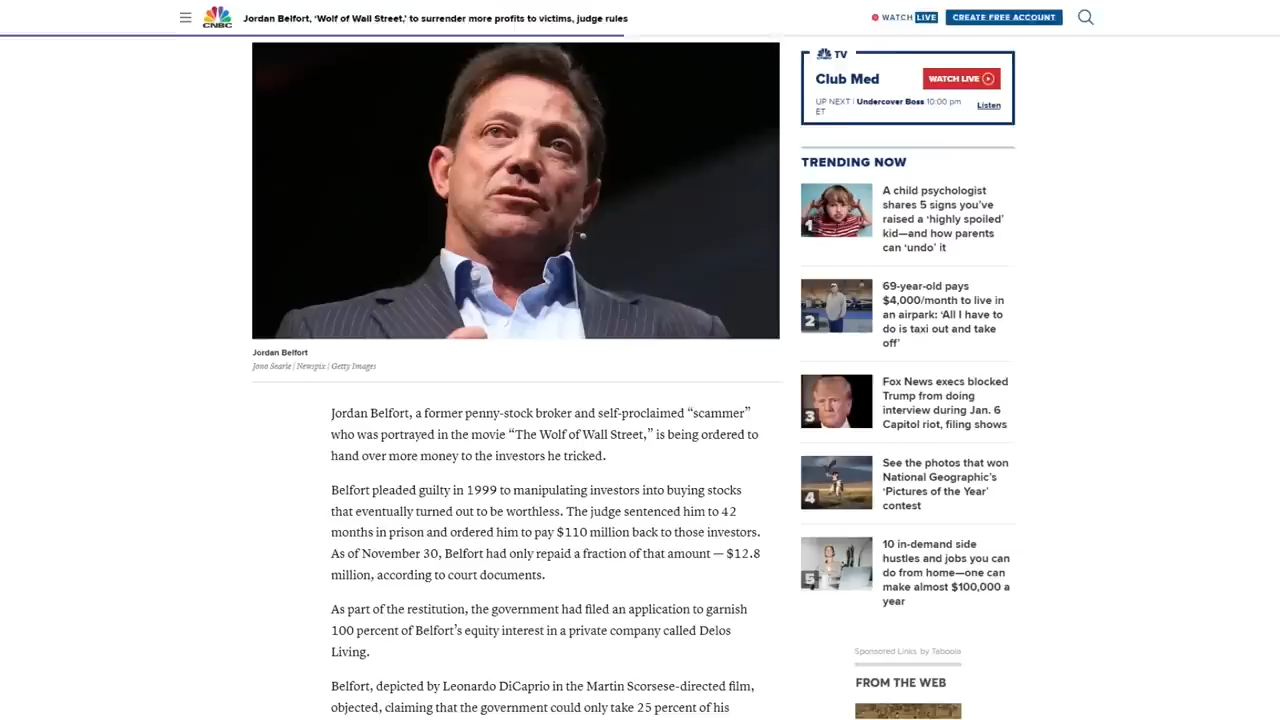 CNBC
Jordan Belfort, ‘Wolf of Wall Street,’ to surrender more profits to victims, judge rules
WATCH LIVE
CREATE FREE ACCOUNT
Jordan Belfort
Jono Searle | Newspix | Getty Images
Jordan Belfort, a former penny-stock broker and self-proclaimed “scammer”
who was portrayed in the movie “The Wolf of Wall Street,” is being ordered to
hand over more money to the investors he tricked.
Belfort pleaded guilty in 1999 to manipulating investors into buying stocks
that eventually turned out to be worthless. The judge sentenced him to 42
months in prison and ordered him to pay $110 million back to those investors.
As of November 30, Belfort had only repaid a fraction of that amount — $12.8
million, according to court documents.
As part of the restitution, the government had filed an application to garnish
100 percent of Belfort’s equity interest in a private company called Delos
Living.
Belfort, depicted by Leonardo DiCaprio in the Martin Scorsese-directed film,
objected, claiming that the government could only take 25 percent of his
TV
Club Med
WATCH LIVE
UP NEXT | Undercover Boss 10:00 pm
ET
Listen
TRENDING NOW
1
A child psychologist
shares 5 signs you’ve
raised a ‘highly spoiled’
kid—and how parents
can ‘undo’ it
2
69-year-old pays
$4,000/month to live in
an airpark: ‘All I have to
do is taxi out and take
off’
3
Fox News execs blocked
Trump from doing
interview during Jan. 6
Capitol riot, filing shows
4
See the photos that won
National Geographic’s
‘Pictures of the Year’
contest
5
10 in-demand side
hustles and jobs you can
do from home—one can
make almost $100,000 a
year
Sponsored Links by Taboola
FROM THE WEB